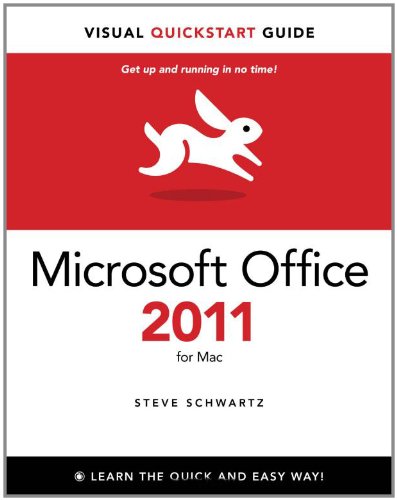 VISUAL QUICKSTART GUIDE
Get up and running in no time!
Microsoft Office
2011
for Mac
STEVE SCHWARTZ
LEARN THE QUICK AND EASY WAY!